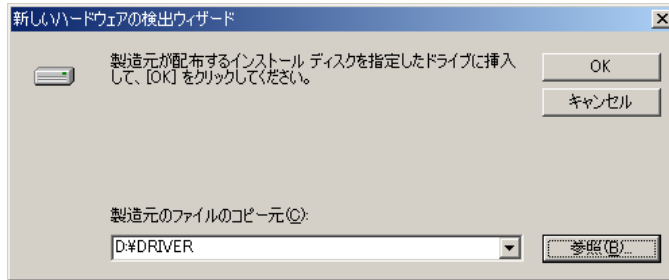 新しいハードウェアの検出ウィザード
製造元が配布するインストール ディスクを指定したドライブに挿入
して、[OK] をクリックしてください。
OK
キャンセル
製造元のファイルのコピー元(C):
D:¥DRIVER
参照(B)...